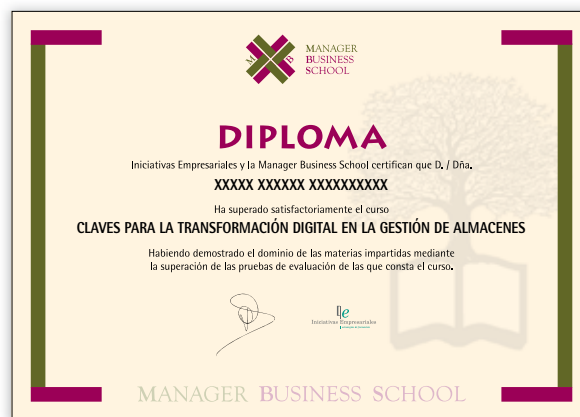 MANAGER
BUSINESS
SCHOOL
M B
DIPLOMA
Iniciativas Empresariales y la Manager Business School certifican que D. / Dña.
XXXXX XXXXXX XXXXXXXXXX
Ha superado satisfactoriamente el curso
CLAVES PARA LA TRANSFORMACIÓN DIGITAL EN LA GESTIÓN DE ALMACENES
Habiendo demostrado el dominio de las materias impartidas mediante
la superación de las pruebas de evaluación de las que consta el curso.
Iniciativas Empresariales
MANAGER BUSINESS SCHOOL